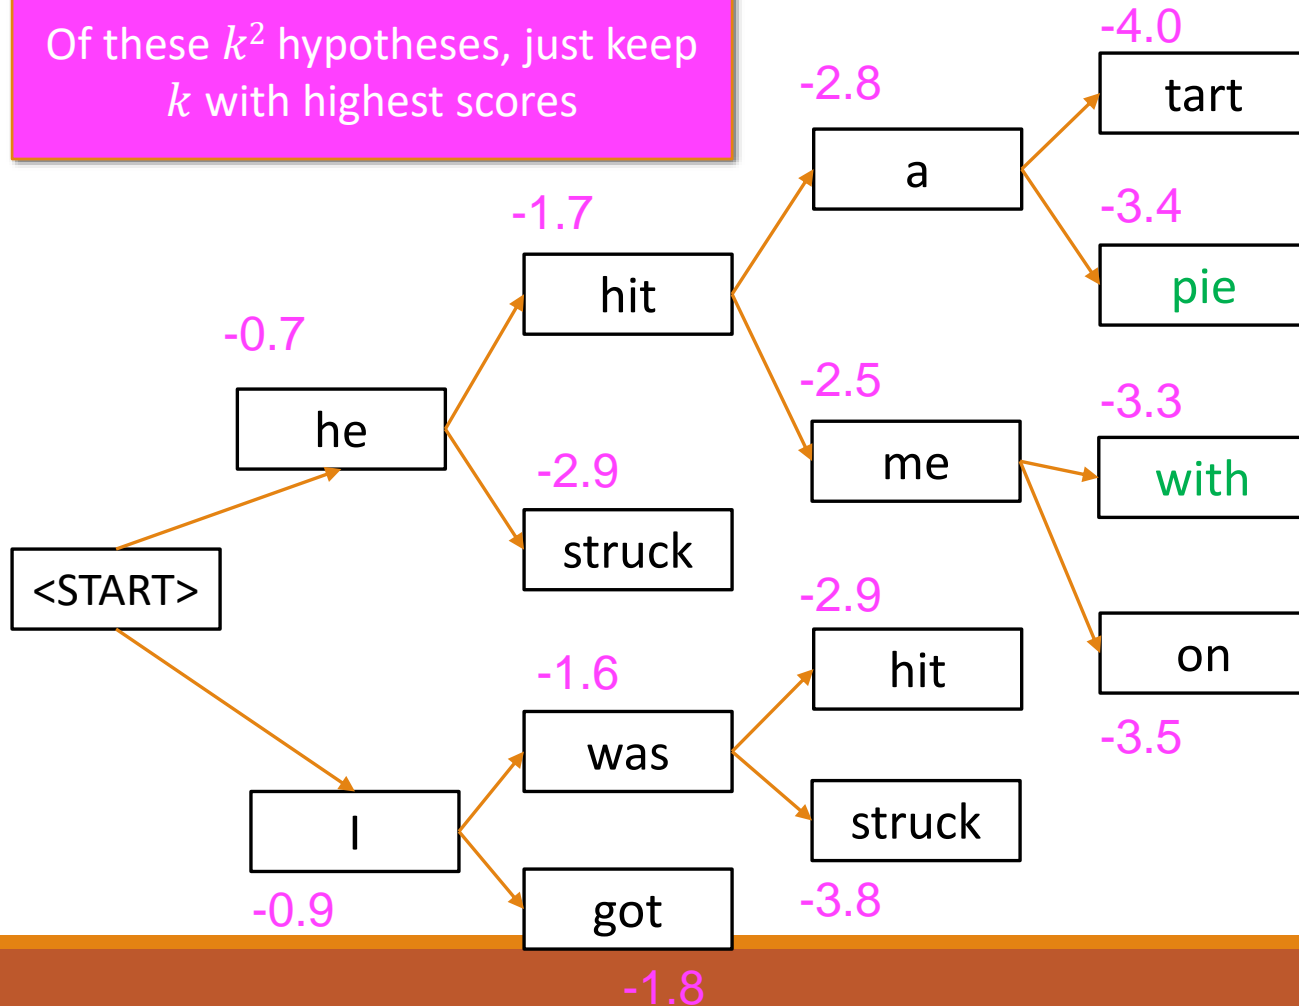 Of these k² hypotheses, just keep
k with highest scores
-4.0
tart
-2.8
a
-3.4
pie
-1.7
hit
-0.7
he
-2.5
me
-3.3
with
-2.9
struck
<START>
-2.9
hit
on
-3.5
-1.6
was
I
-0.9
struck
-3.8
got
-1.8